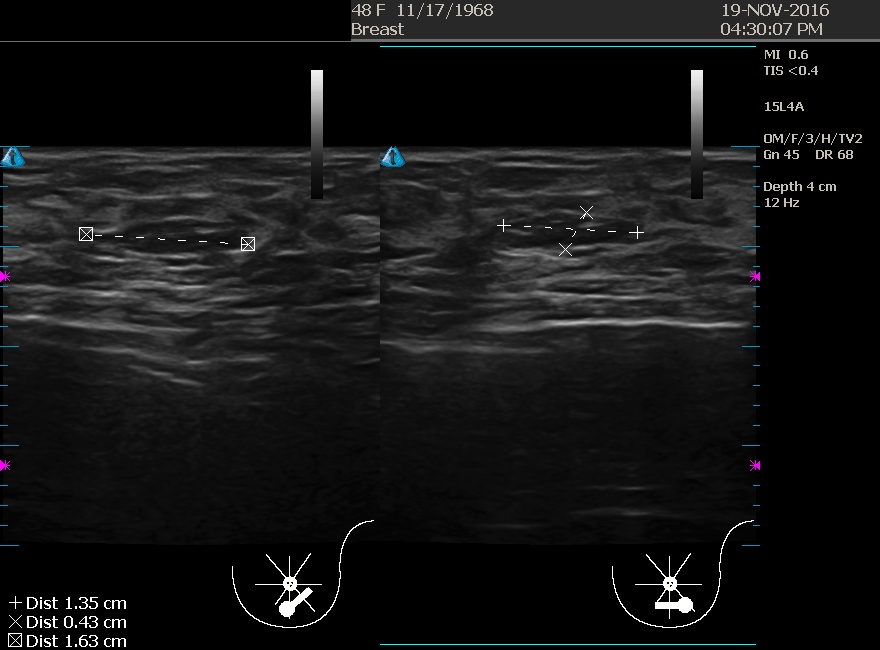 48 F 11/17/1968
19-NOV-2016
Breast
04:30:07 PM
MI 0.6
TIS <0.4
15L4A
OM/F/3/H/TV2
Gn 45 DR 68
Depth 4 cm
12 Hz
Dist 1.35 cm
Dist 0.43 cm
Dist 1.63 cm